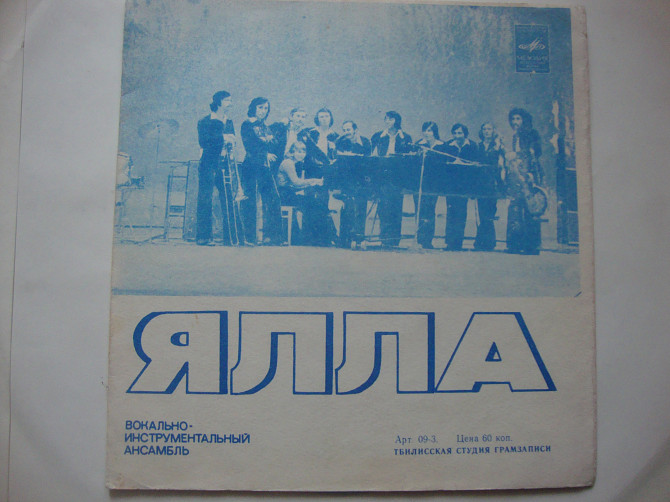 ЯЛЛА
ВОКАЛЬНО-
ИНСТРУМЕНТАЛЬНЫЙ
АНСАМБЛЬ
Арт 09-3. Цена 60 коп.
ТБИЛИССКАЯ СТУДИЯ ГРАМЗАПИСИ